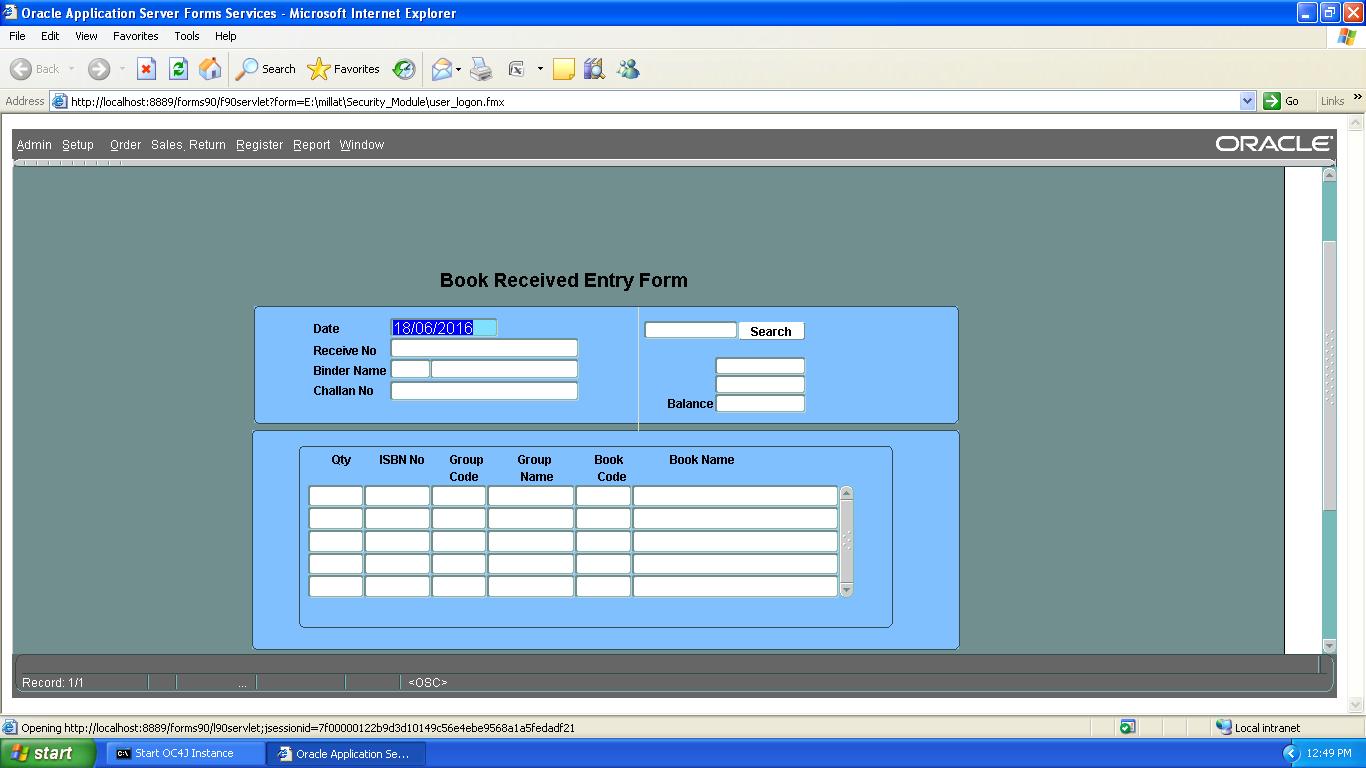 Oracle Application Server Forms Services - Microsoft Internet Explorer
File Edit View Favorites Tools Help
Back Search Favorites
Address http://localhost:8889/forms90/f90servlet?form=E:\millat\Security_Module\user_logon.fmx Go Links »
Admin Setup Order Sales, Return Register Report Window ORACLE
Book Received Entry Form
Date 18/06/2016 Search
Receive No
Binder Name
Challan No
Balance
Qty ISBN No Group Group Book Book Name
Code Name Code
Record: 1/1 ... <OSC>
Opening http://localhost:8889/forms90/l90servlet;jsessionid=7f00000122b9d3d10149c56e4ebe9568a1a5fedadf21 Local intranet
start Start OC4J Instance Oracle Application Se... 12:49 PM